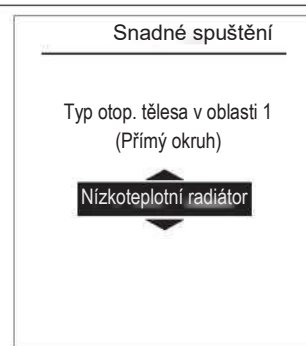 Snadné spuštění
Typ otop. tělesa v oblasti 1
(Přímý okruh)
Nízkoteplotní radiátor